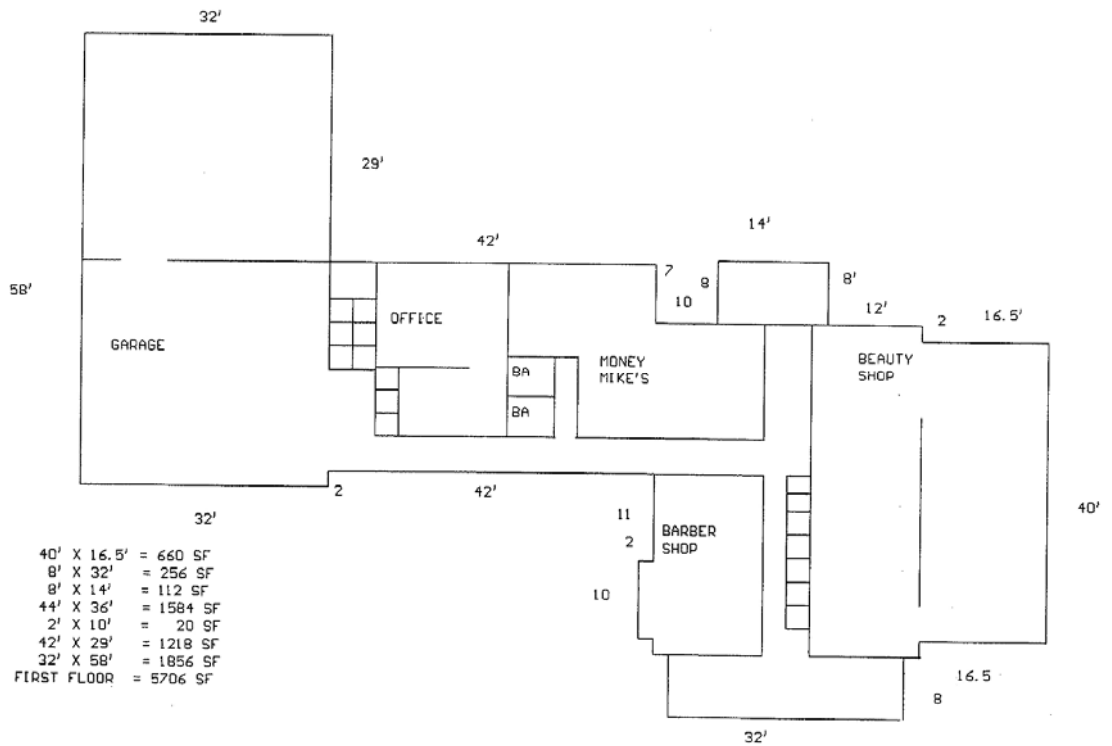 32'
29'
14'
42'
7
8
8'
58'
10
12'
2
16.5'
OFFICE
GARAGE
MONEY
MIKE'S
BEAUTY
SHOP
BA
BA
2
42'
32'
11
2
BARBER
SHOP
40'
10
40' X 16.5' = 660 SF
8' X 32' = 256 SF
8' X 14' = 112 SF
44' X 36' = 1584 SF
2' X 10' = 20 SF
42' X 29' = 1218 SF
32' X 58' = 1856 SF
FIRST FLOOR = 5706 SF
16.5
8
32'